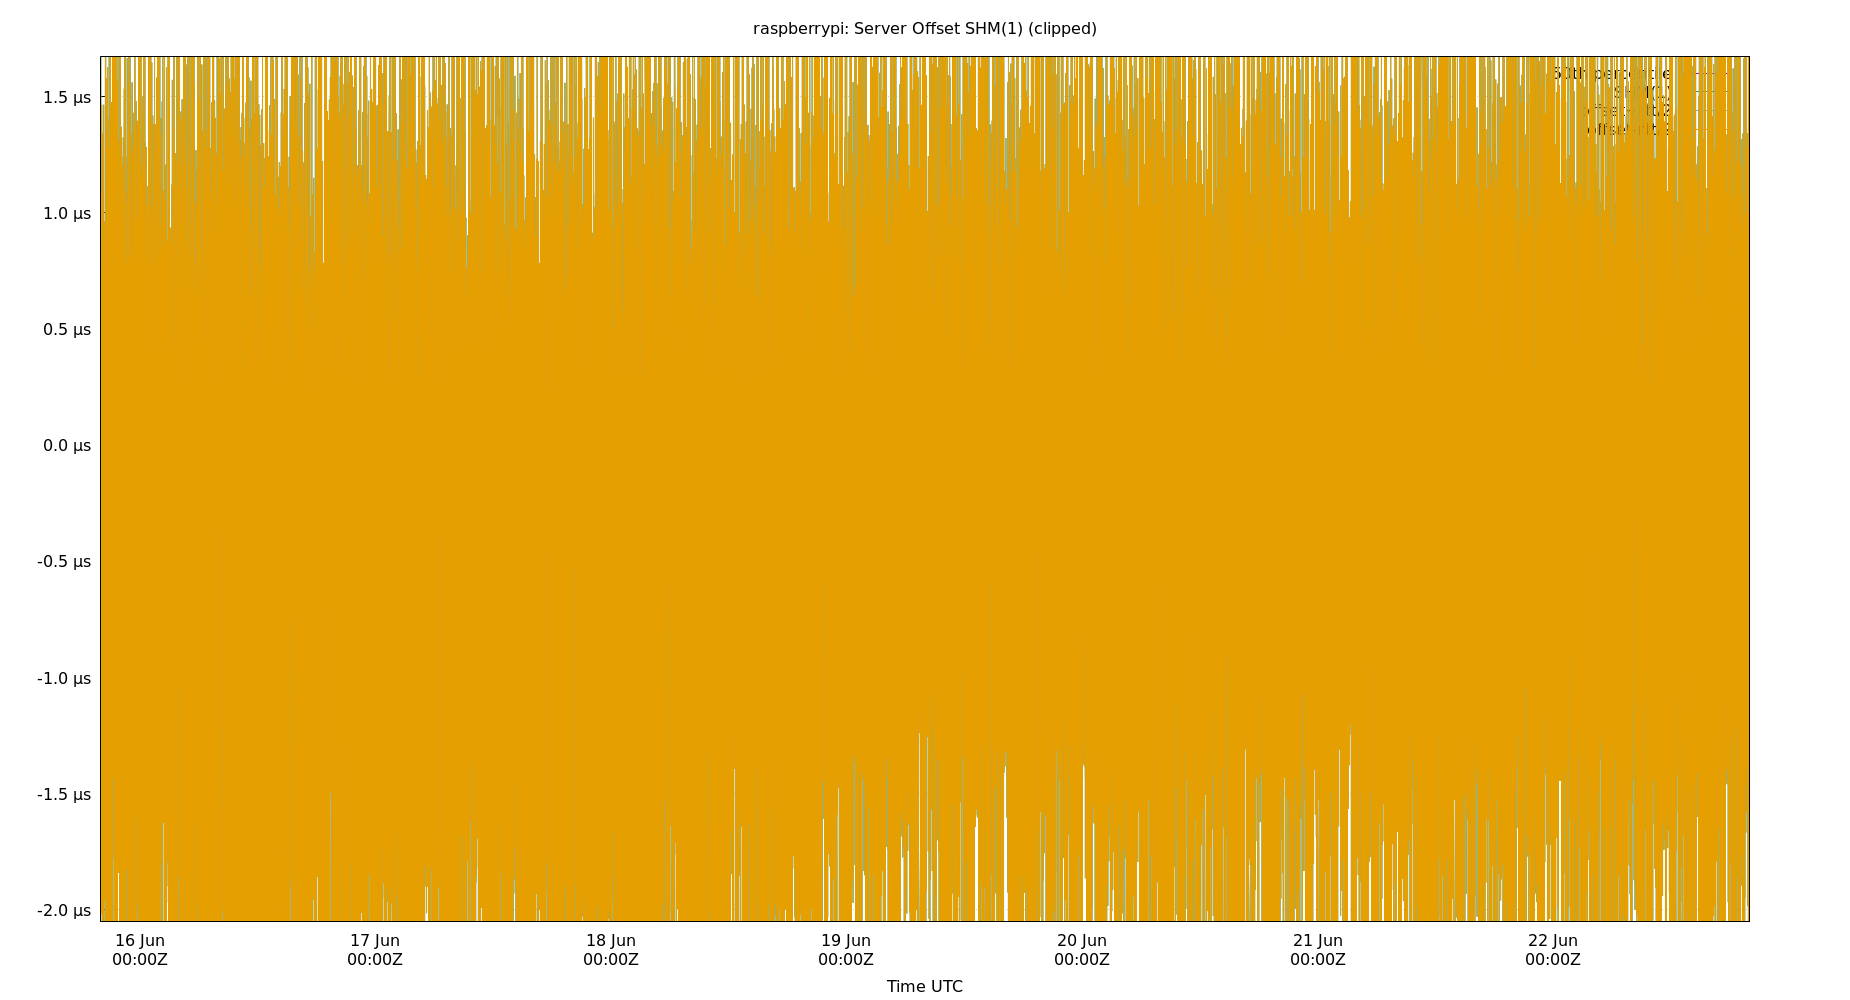 raspberrypi: Server Offset SHM(1) (clipped)
1.5 µs
1.0 µs
0.5 µs
0.0 µs
-0.5 µs
-1.0 µs
-1.5 µs
-2.0 µs
16 Jun 17 Jun 18 Jun 19 Jun 20 Jun 21 Jun 22 Jun
00:00Z 00:00Z 00:00Z 00:00Z 00:00Z 00:00Z 00:00Z
Time UTC